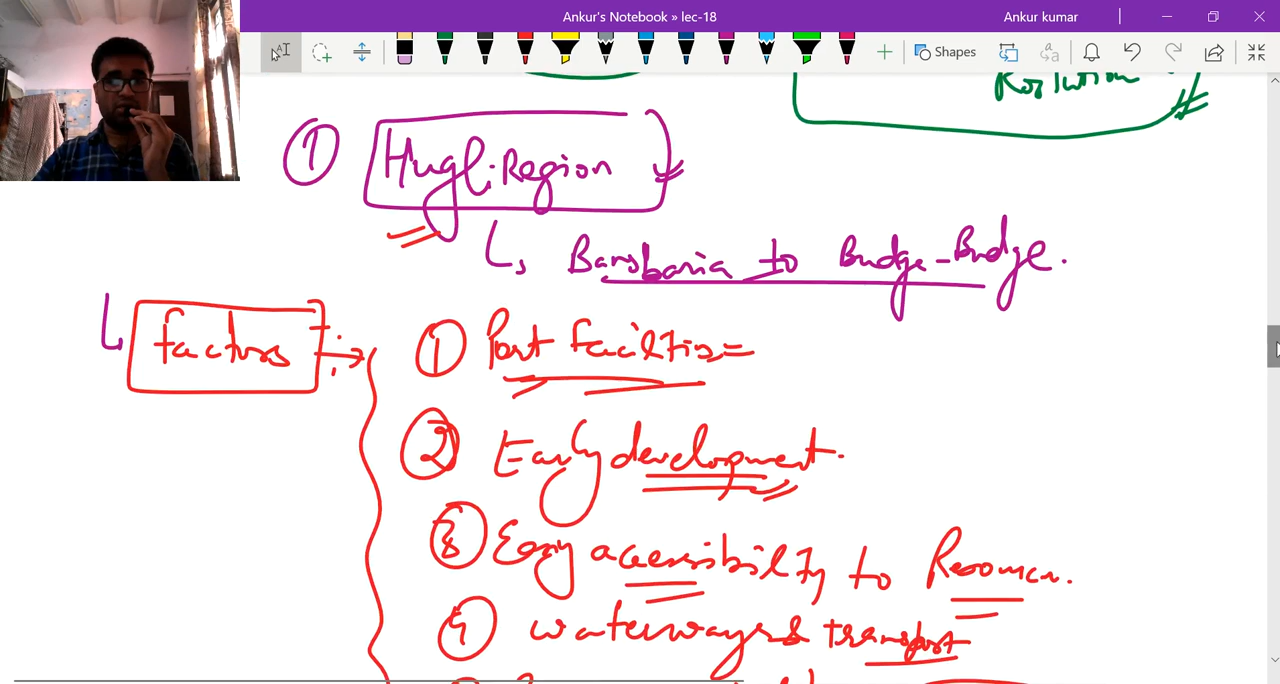 Ankur's Notebook » lec-18
Ankur kumar
Shapes
① Hugli Region
↳ Bansbaria to Budge-Budge.
↳ factors :→
① Port facilities
② Early development.
③ Easy accessibility to
④ waterways & transport